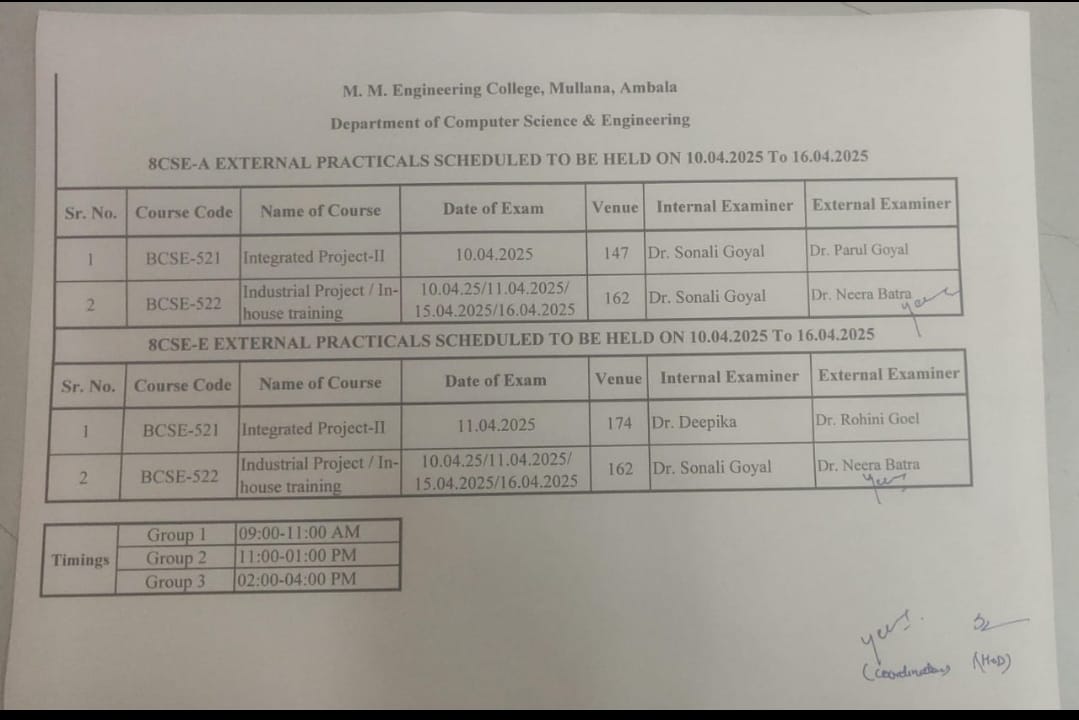 M. M. Engineering College, Mullana, Ambala
Department of Computer Science & Engineering
8CSE-A EXTERNAL PRACTICALS SCHEDULED TO BE HELD ON 10.04.2025 To 16.04.2025
Sr. No. Course Code Name of Course Date of Exam Venue Internal Examiner External Examiner
1 BCSE-521 Integrated Project-II 10.04.2025 147 Dr. Sonali Goyal Dr. Parul Goyal
2 BCSE-522 Industrial Project / In- 10.04.25/11.04.2025/ 162 Dr. Sonali Goyal Dr. Neera Batra
house training 15.04.2025/16.04.2025
8CSE-E EXTERNAL PRACTICALS SCHEDULED TO BE HELD ON 10.04.2025 To 16.04.2025
Sr. No. Course Code Name of Course Date of Exam Venue Internal Examiner External Examiner
1 BCSE-521 Integrated Project-II 11.04.2025 174 Dr. Deepika Dr. Rohini Goel
2 BCSE-522 Industrial Project / In- 10.04.25/11.04.2025/ 162 Dr. Sonali Goyal Dr. Neera Batra
house training 15.04.2025/16.04.2025
Timings
Group 1 09:00-11:00 AM
Group 2 11:00-01:00 PM
Group 3 02:00-04:00 PM
(HoD)